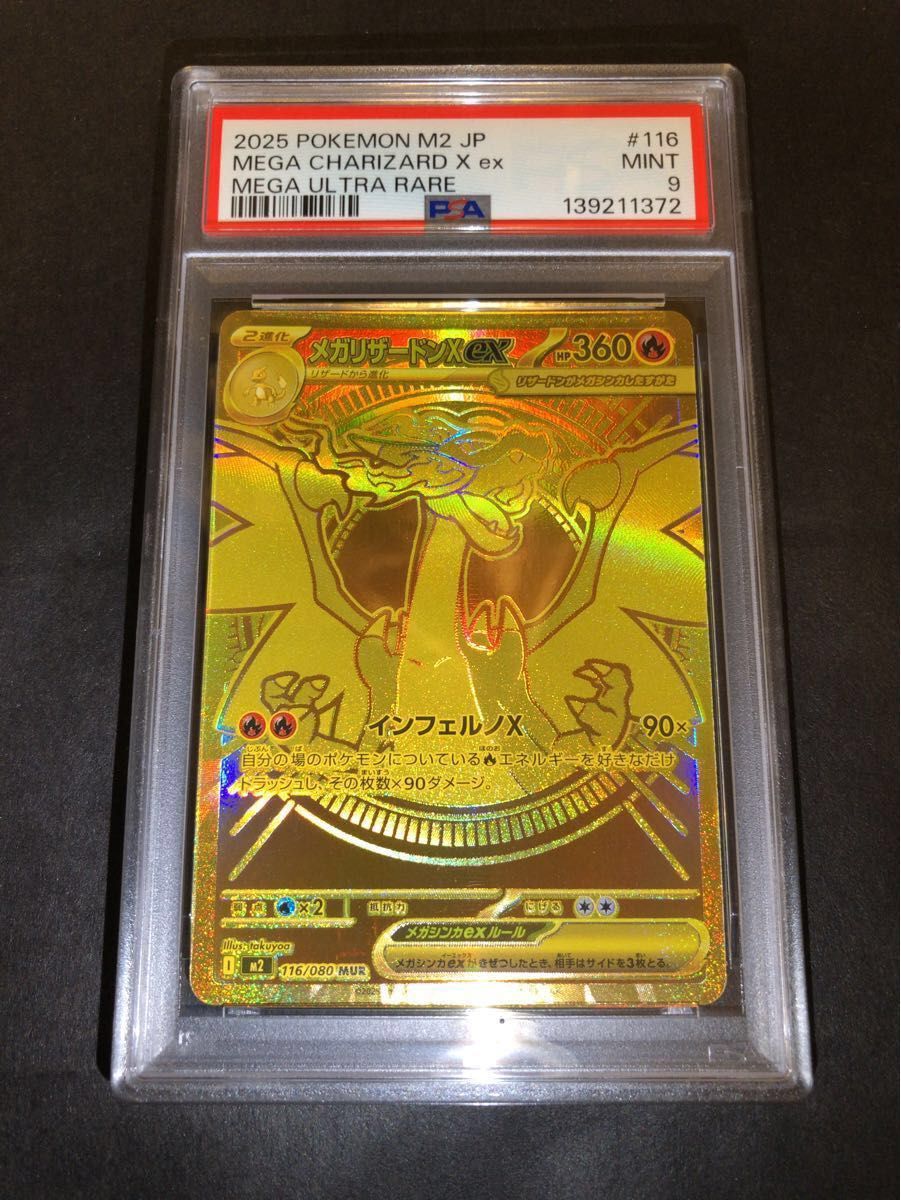 2025 POKEMON M2 JP #116
MEGA CHARIZARD X ex MINT
MEGA ULTRA RARE 9
PSA 139211372
2進化
メガリザードンXex HP360
リザードから進化
リザードンがメガシンカしたすがた
インフェルノX 90×
自分の場のポケモンについているエネルギーを好きなだけ
トラッシュし、その枚数×90ダメージ。
弱点 ×2 抵抗力 にげる
メガシンカexルール
メガシンカexがきぜつしたとき、相手はサイドを3枚とる。
Illus. takuyoa
m2 116/080 MUR